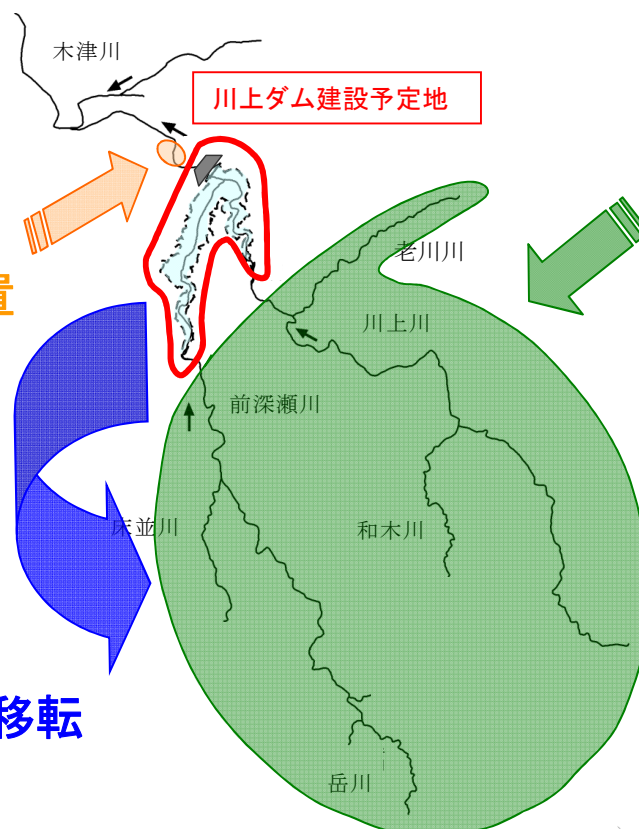 木津川
川上ダム建設予定地
老川川
量
川上川
前深瀬川
床並川
和木川
移転
岳川